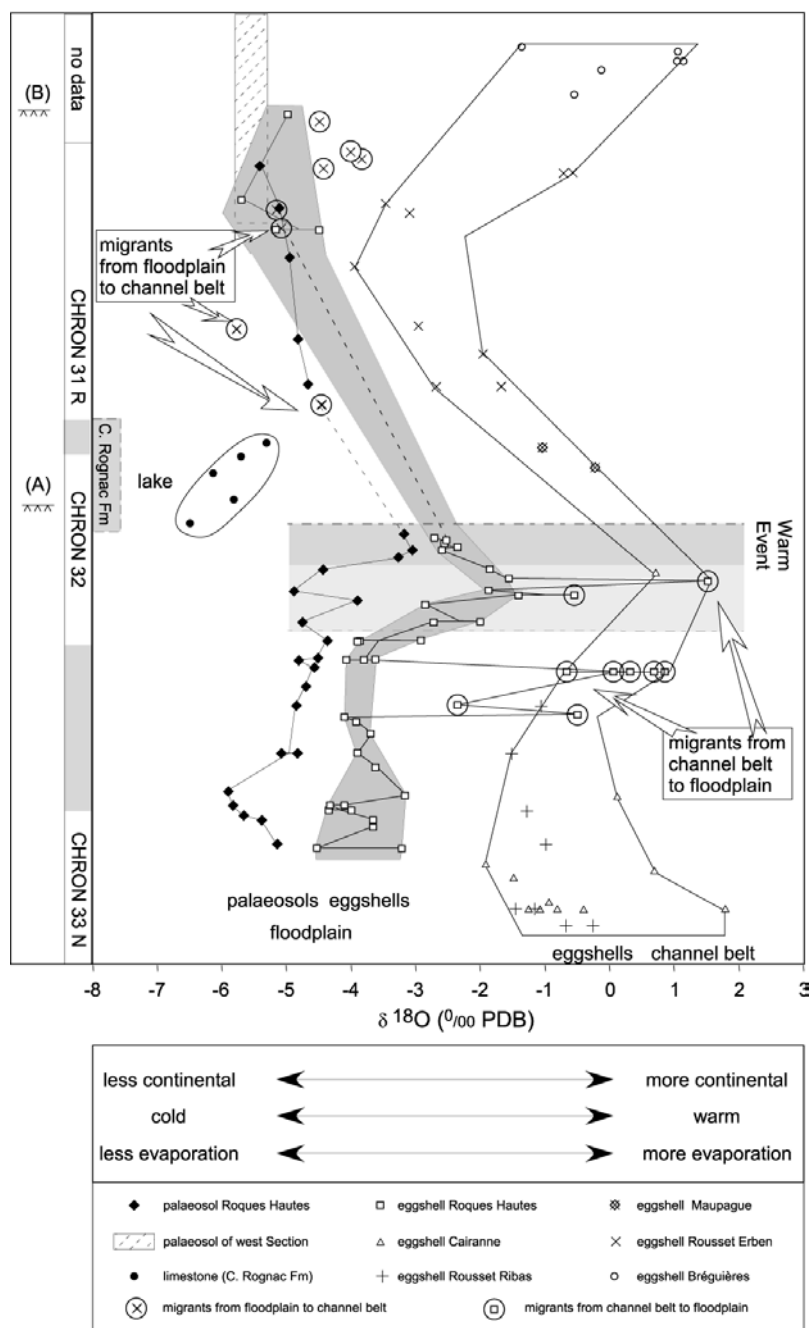 no data
(B)
migrants
from floodplain
to channel belt
CHRON 31 R
C. Rognac Fm
lake
(A)
CHRON 32
Warm
Event
migrants from
channel belt
to floodplain
palaeosols eggshells
floodplain
CHRON 33 N
eggshells channel belt
-8 -7 -6 -5 -4 -3 -2 -1 0 1 2 3
δ 18O (0/00 PDB)
less continental more continental
cold warm
less evaporation more evaporation
palaeosol Roques Hautes eggshell Roques Hautes eggshell Maupague
palaeosol of west Section eggshell Cairanne eggshell Rousset Erben
limestone (C. Rognac Fm) eggshell Rousset Ribas eggshell Bréguières
migrants from floodplain to channel belt migrants from channel belt to floodplain